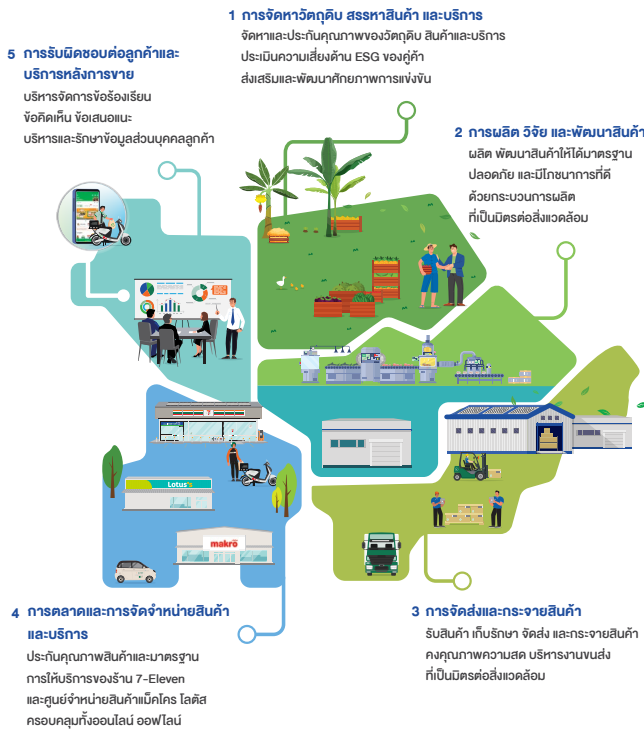 1 การจัดหาวัตถุดิบ สรรหาสินค้า และบริการ
จัดหาและประกันคุณภาพของวัตถุดิบ สินค้าและบริการ
ประเมินความเสี่ยงด้าน ESG ของคู่ค้า
ส่งเสริมและพัฒนาศักยภาพการแข่งขัน
5 การรับผิดชอบต่อลูกค้าและ
บริการหลังการขาย
บริหารจัดการข้อร้องเรียน
ข้อคิดเห็น ข้อเสนอแนะ
บริหารและรักษาข้อมูลส่วนบุคคลลูกค้า
2 การผลิต วิจัย และพัฒนาสินค้า
ผลิต พัฒนาสินค้าให้ได้มาตรฐาน
ปลอดภัย และมีโภชนาการที่ดี
ด้วยกระบวนการผลิต
ที่เป็นมิตรต่อสิ่งแวดล้อม
7
Lotus's
makro
4 การตลาดและการจัดจำหน่ายสินค้า
และบริการ
ประกันคุณภาพสินค้าและมาตรฐาน
การให้บริการของร้าน 7-Eleven
และศูนย์จำหน่ายสินค้าแม็คโคร โลตัส
ครอบคลุมทั้งออนไลน์ ออฟไลน์
3 การจัดส่งและกระจายสินค้า
รับสินค้า เก็บรักษา จัดส่ง และกระจายสินค้า
คงคุณภาพความสด บริหารงานขนส่ง
ที่เป็นมิตรต่อสิ่งแวดล้อม